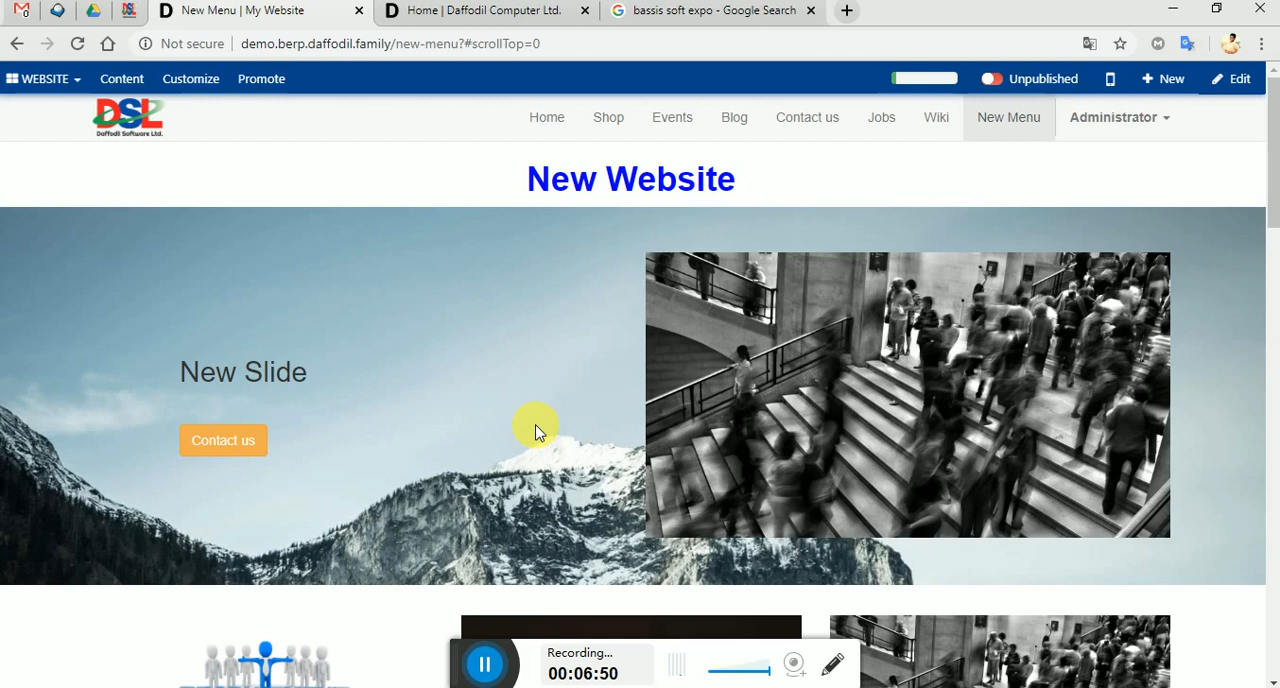 New Menu | My Website
Home | Daffodil Computer Ltd.
bassis soft expo - Google Search
Not secure
demo.berp.daffodil.family/new-menu?#scrollTop=0
WEBSITE Content Customize Promote Unpublished New Edit
DSL
Daffodil Software Ltd.
Home Shop Events Blog Contact us Jobs Wiki New Menu Administrator
New Website
New Slide
Contact us
Recording...
00:06:50